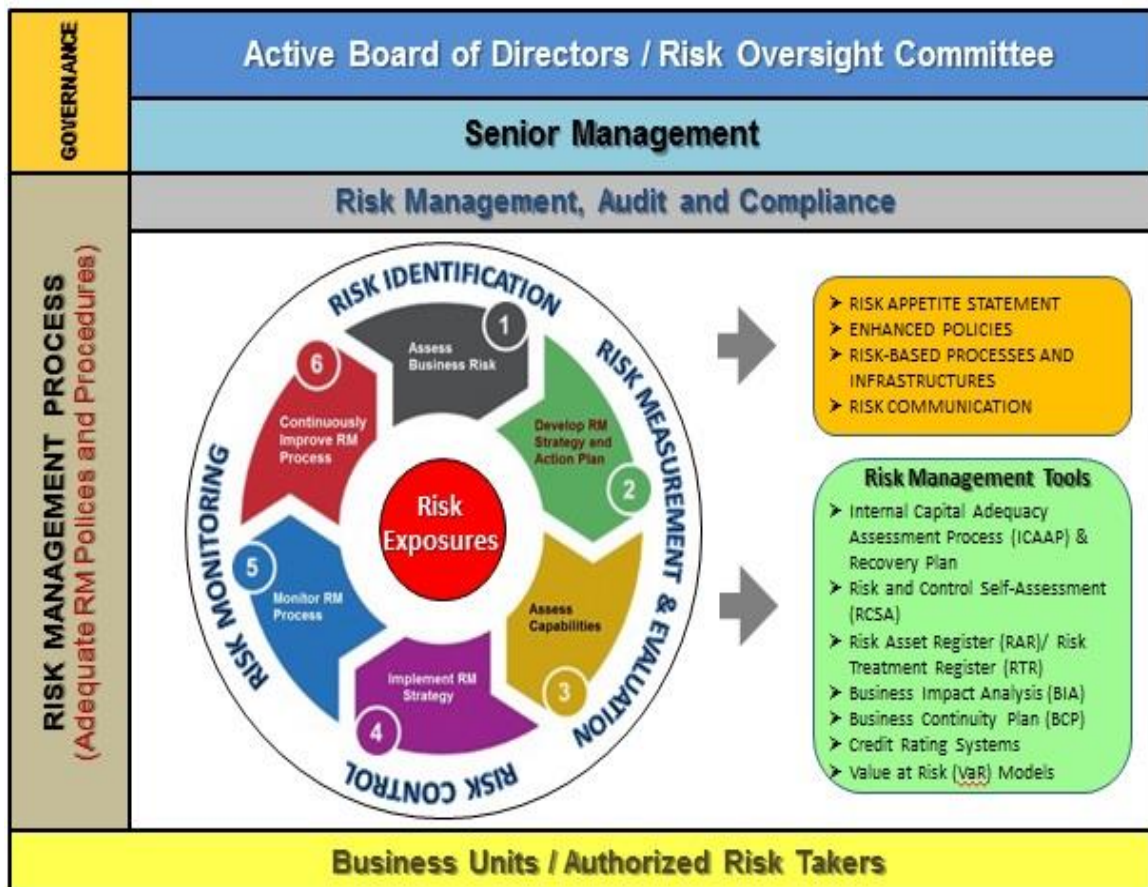 GOVERNANCE
Active Board of Directors / Risk Oversight Committee
Senior Management
RISK MANAGEMENT PROCESS
(Adequate RM Polices and Procedures)
Risk Management, Audit and Compliance
RISK IDENTIFICATION
RISK MEASUREMENT & EVALUATION
RISK CONTROL
RISK MONITORING
1
Assess
Business Risk
Develop RM
Strategy and
Action Plan
2
Assess
Capabilities
3
Implement RM
Strategy
4
5
Monitor RM
Process
6
Continuously
Improve RM
Process
Risk
Exposures
➢ RISK APPETITE STATEMENT
➢ ENHANCED POLICIES
➢ RISK-BASED PROCESSES AND
INFRASTRUCTURES
➢ RISK COMMUNICATION
Risk Management Tools
➢ Internal Capital Adequacy
Assessment Process (ICAAP) &
Recovery Plan
➢ Risk and Control Self-Assessment
(RCSA)
➢ Risk Asset Register (RAR)/ Risk
Treatment Register (RTR)
➢ Business Impact Analysis (BIA)
➢ Business Continuity Plan (BCP)
➢ Credit Rating Systems
➢ Value at Risk (VaR) Models
Business Units / Authorized Risk Takers